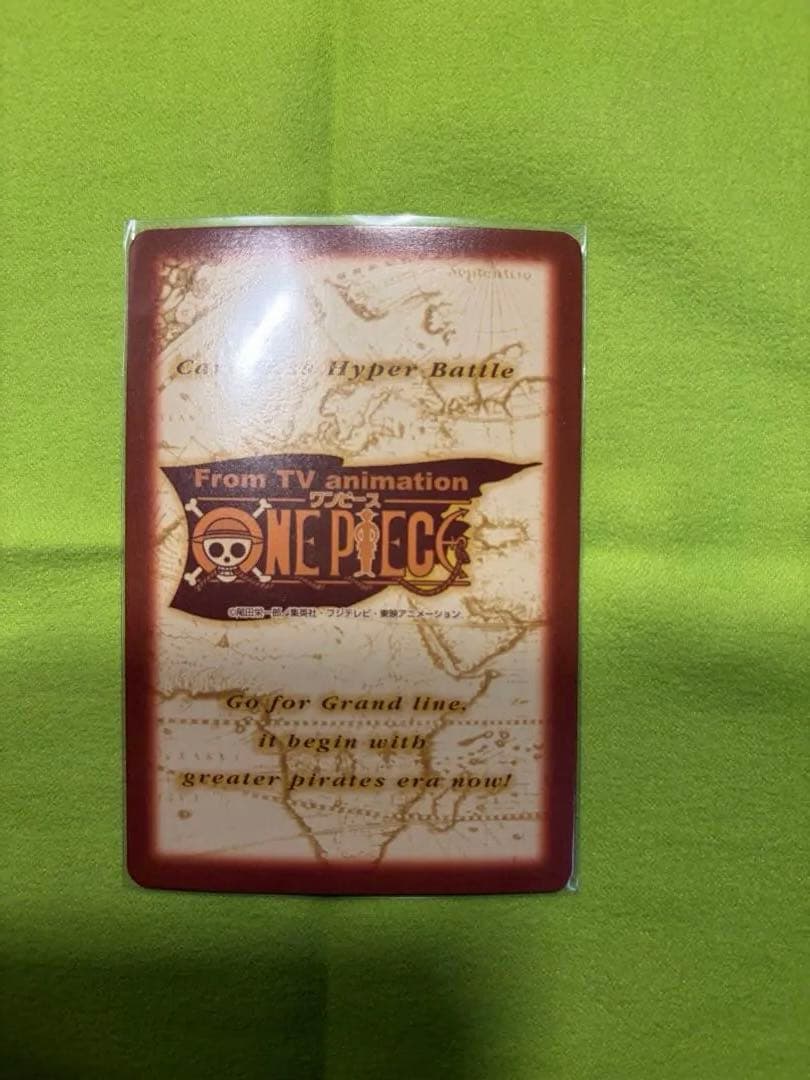 Septentrio
Hyper Battle
From TV animation
ワンピース
ONE PIECE
©尾田栄一郎/集英社・フジテレビ・東映アニメーション
Go for Grand line.
it begin with
greater pirates era now!